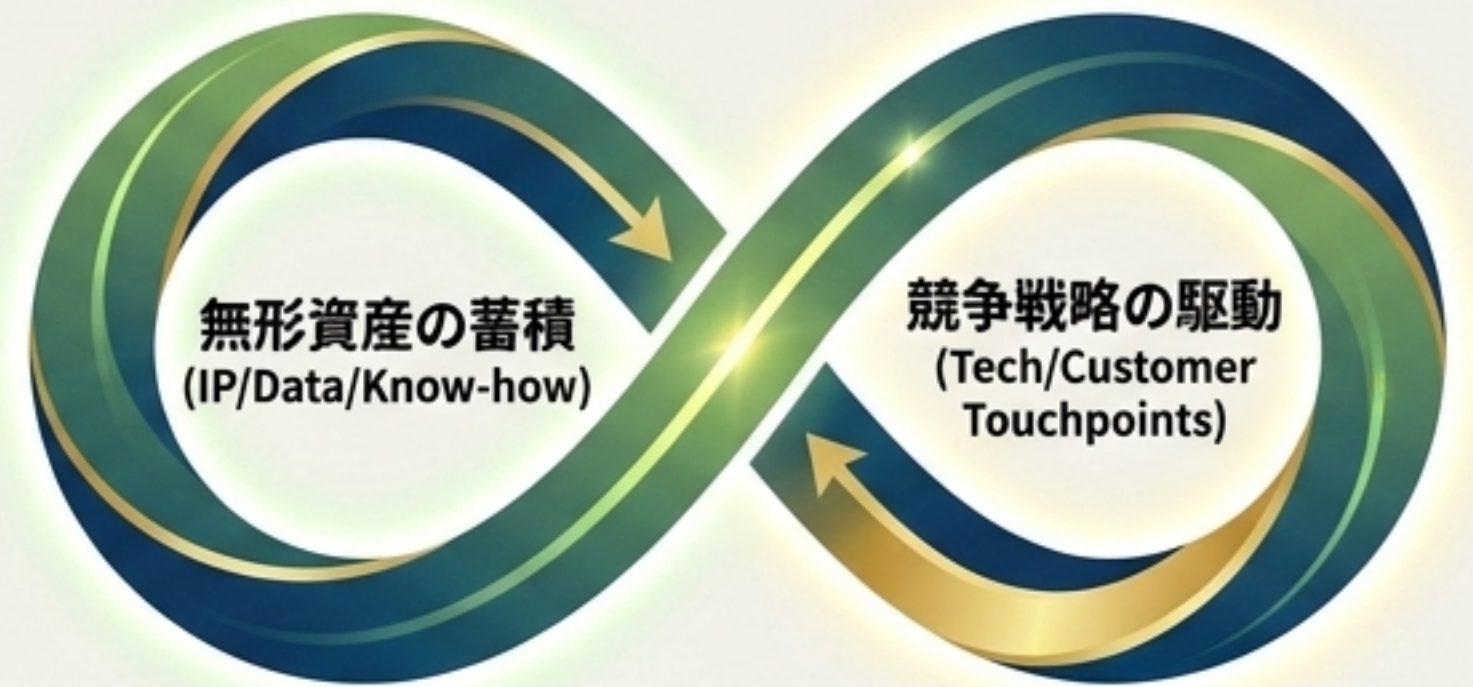 無形資産の蓄積
(IP/Data/Know-how)
競争戦略の駆動
(Tech/Customer
Touchpoints)